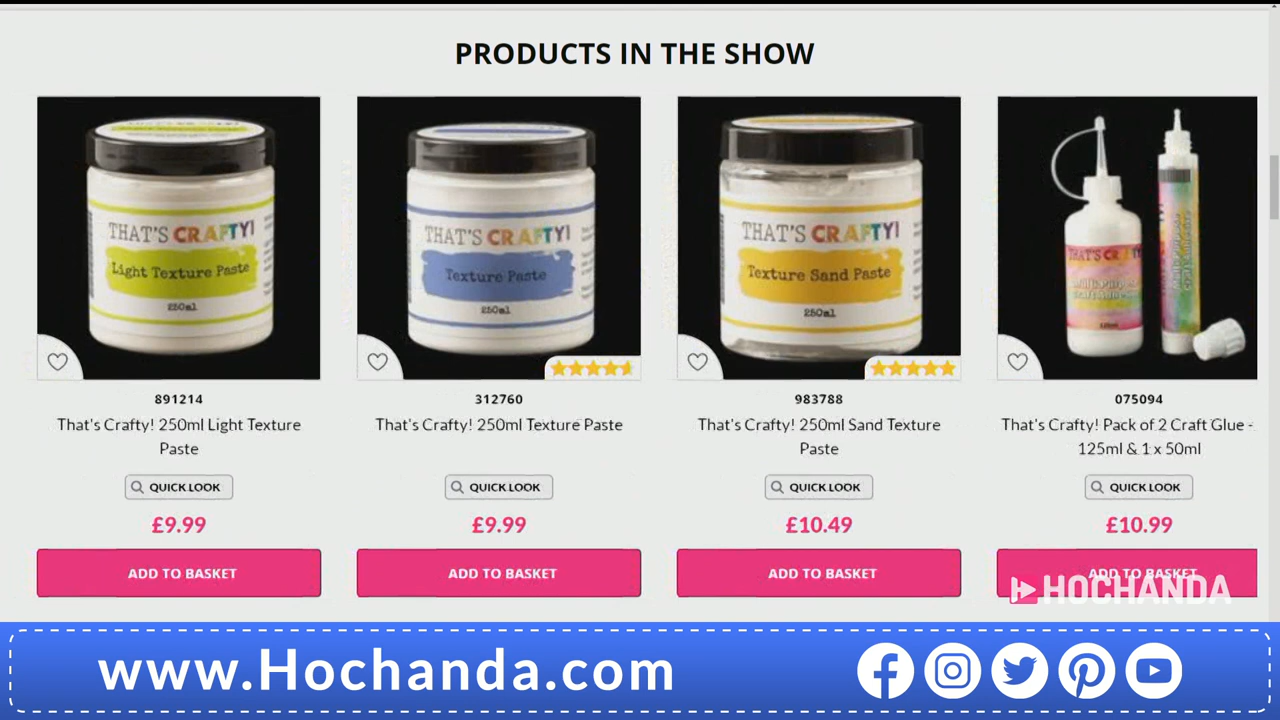 PRODUCTS IN THE SHOW
THAT'S CRAFTY!
Light Texture Paste
250ml
THAT'S CRAFTY!
Texture Paste
250ml
THAT'S CRAFTY!
Texture Sand Paste
250ml
THAT'S CRAFTY!
891214
That's Crafty! 250ml Light Texture
Paste
QUICK LOOK
£9.99
ADD TO BASKET
312760
That's Crafty! 250ml Texture Paste
QUICK LOOK
£9.99
ADD TO BASKET
983788
That's Crafty! 250ml Sand Texture
Paste
QUICK LOOK
£10.49
ADD TO BASKET
075094
That's Crafty! Pack of 2 Craft Glue -
125ml & 1 x 50ml
QUICK LOOK
£10.99
ADD TO BASKET
HOCHANDA
www.Hochanda.com